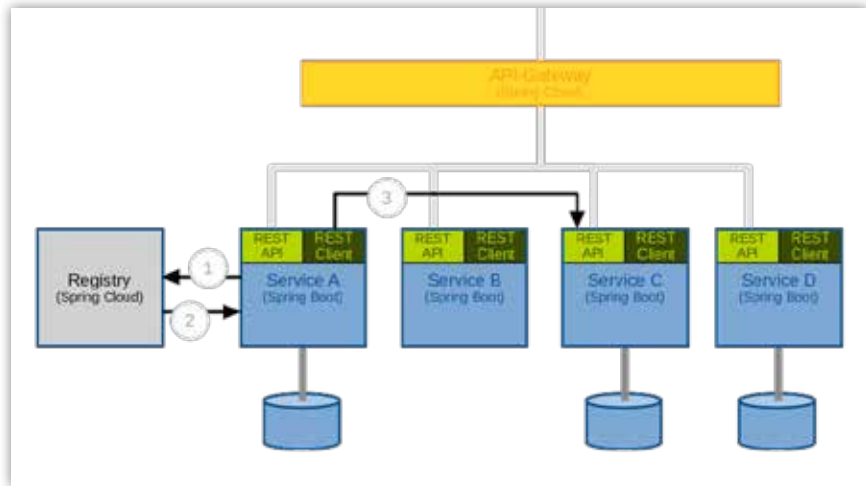 API-Gateway
(Spring Cloud)
3
REST
API
REST
Client
REST
API
REST
Client
REST
API
REST
Client
REST
API
REST
Client
1
Registry
(Spring Cloud)
2
Service A
(Spring Boot)
Service B
(Spring Boot)
Service C
(Spring Boot)
Service D
(Spring Boot)